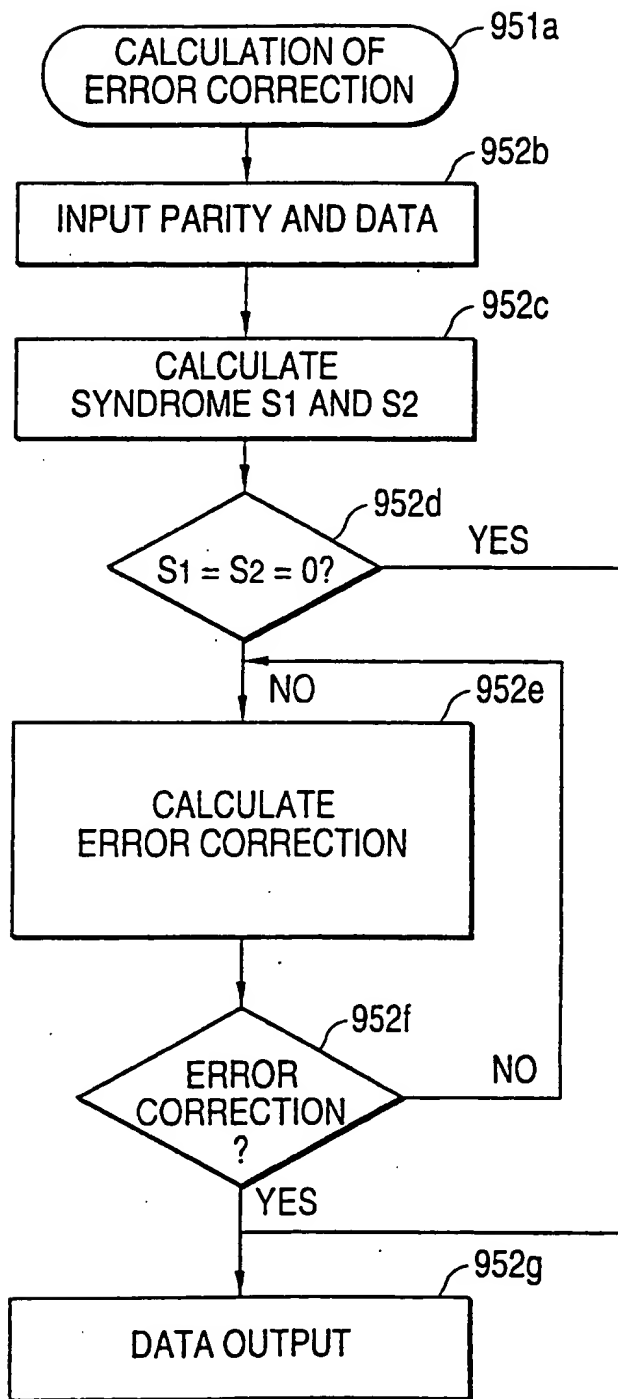 951a
CALCULATION OF
ERROR CORRECTION
952b
INPUT PARITY AND DATA
952c
CALCULATE
SYNDROME S1 AND S2
952d
S1 = S2 = 0?
YES
NO
952e
CALCULATE
ERROR CORRECTION
952f
ERROR
CORRECTION
?
NO
YES
952g
DATA OUTPUT